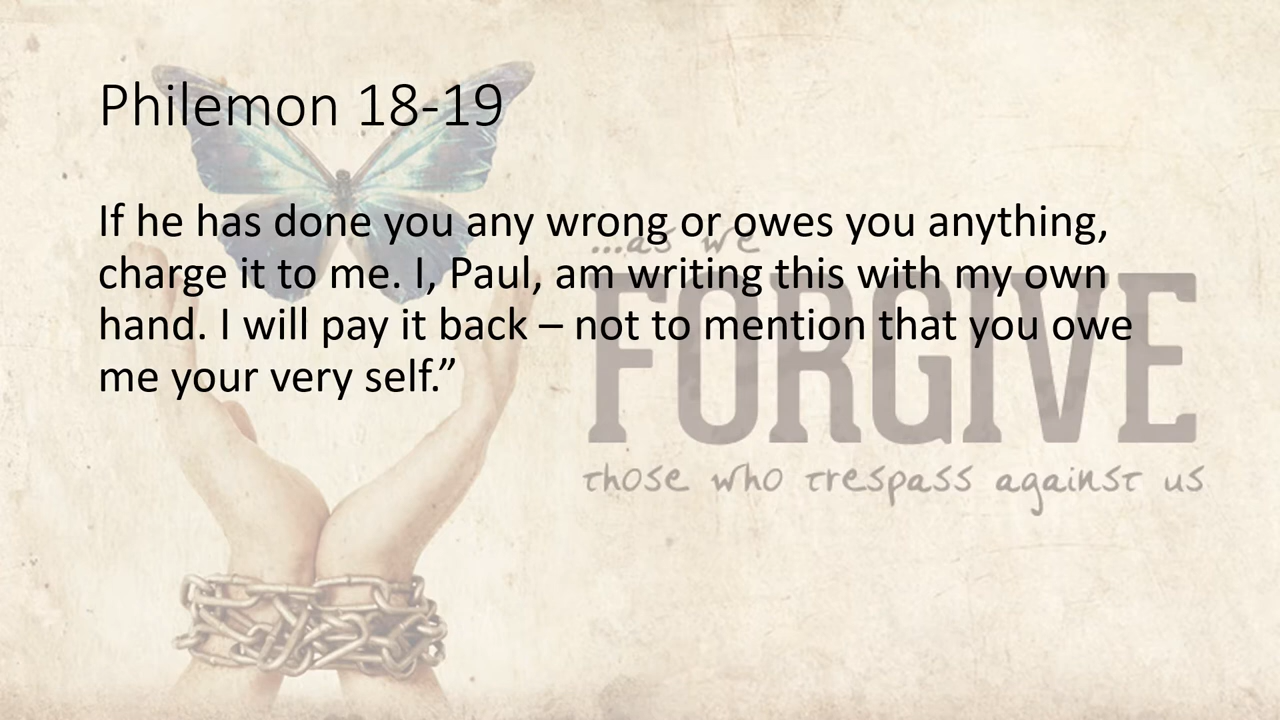 Philemon 18-19
If he has done you any wrong or owes you anything,
charge it to me. I, Paul, am writing this with my own
hand. I will pay it back – not to mention that you owe
me your very self.”
...as we
FORGIVE
those who trespass against us